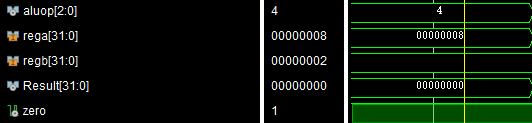 aluop[2:0] 4 4
rega[31:0] 00000008 00000008
regb[31:0] 00000002
Result[31:0] 00000000 00000000
zero 1